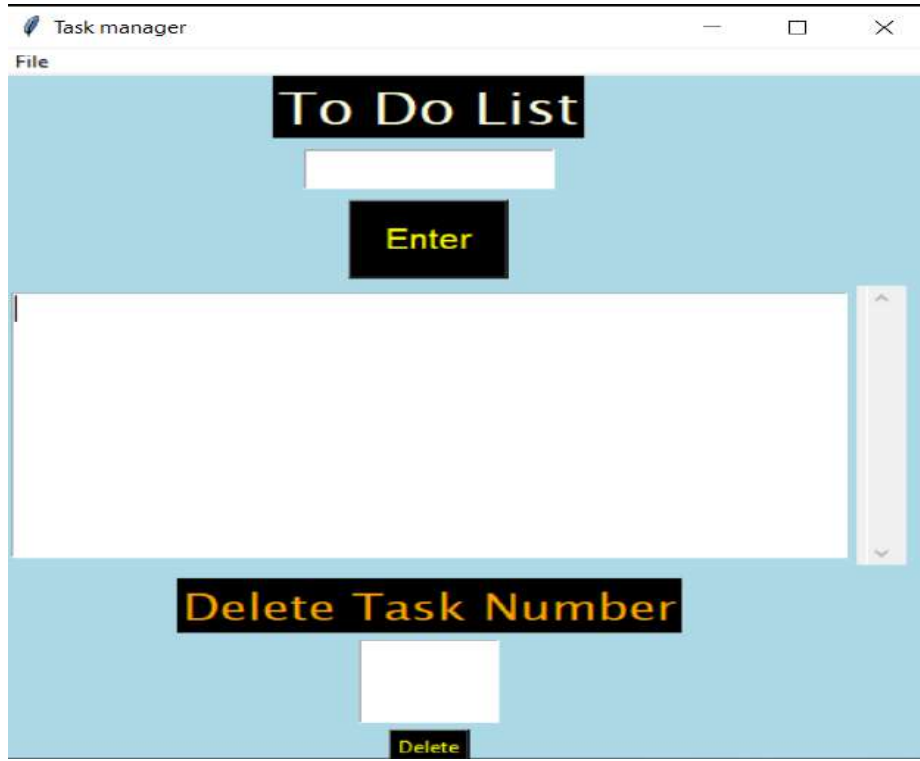 Task manager
File
To Do List
Enter
Delete Task Number
Delete